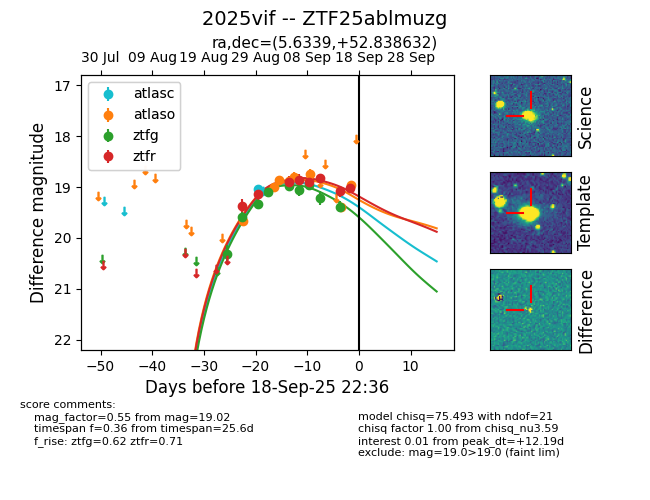 2025vif -- ZTF25ablmuzg
ra,dec=(5.6339,+52.838632)
30 Jul 09 Aug 19 Aug 29 Aug 08 Sep 18 Sep 28 Sep
17
18
19
20
21
22
Difference magnitude
atlasc
atlaso
ztfg
ztfr
−50 −40 −30 −20 −10 0 10
Days before 18-Sep-25 22:36
Science
Template
Difference
score comments:
mag_factor=0.55 from mag=19.02
timespan f=0.36 from timespan=25.6d
f_rise: ztfg=0.62 ztfr=0.71
model chisq=75.493 with ndof=21
chisq factor 1.00 from chisq_nu3.59
interest 0.01 from peak_dt=+12.19d
exclude: mag=19.0>19.0 (faint lim)